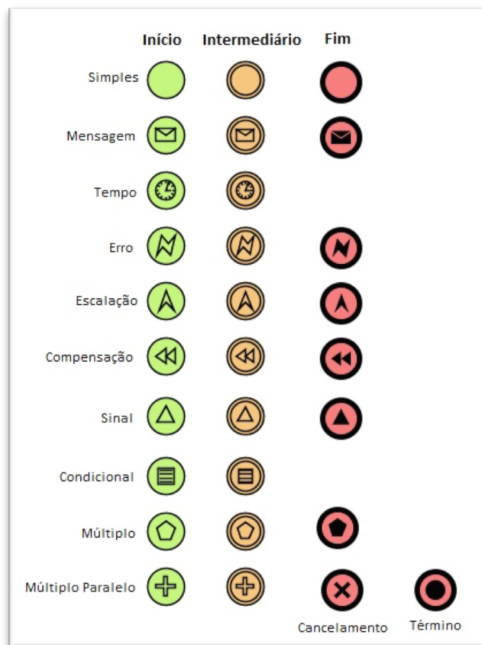 Início Intermediário Fim
Simples
Mensagem
Tempo
Erro
Escalação
Compensação
Sinal
Condicional
Múltiplo
Múltiplo Paralelo
Cancelamento Término